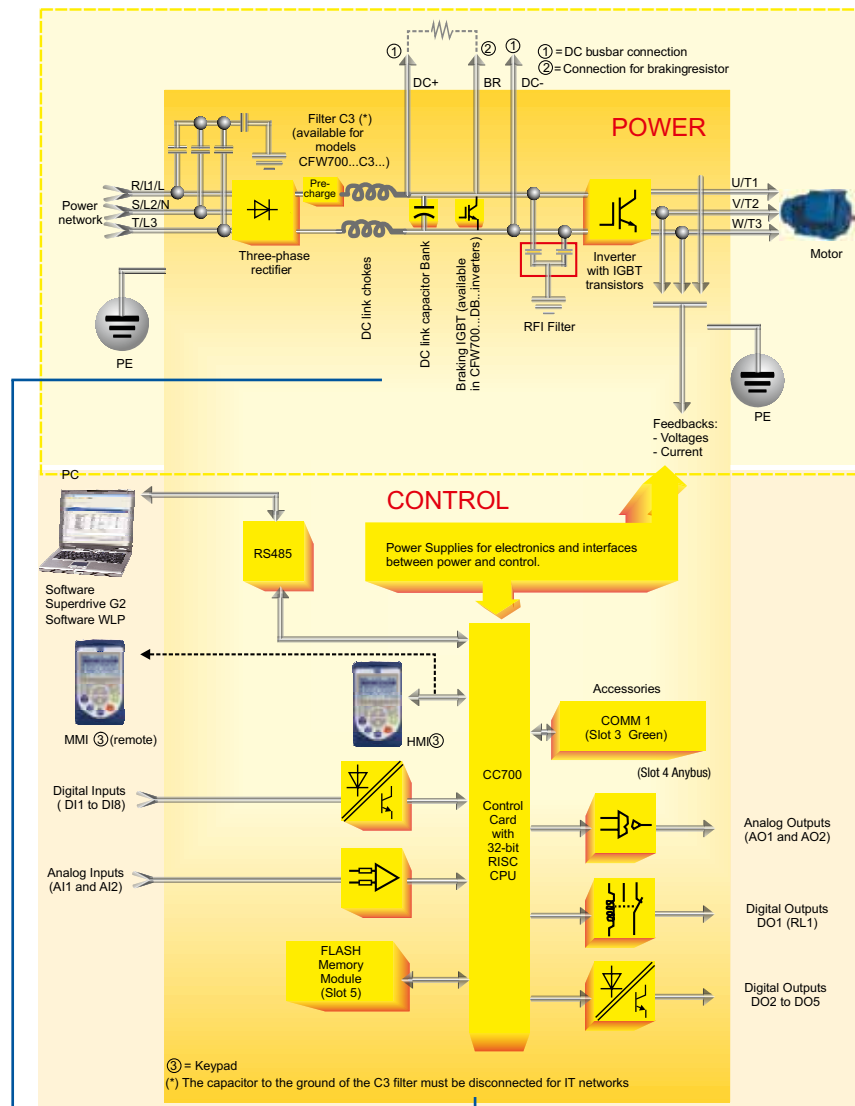 ① = DC busbar connection
② = Connection for brakingresistor
① ② ①
DC+ BR DC-
POWER
Filter C3 (*)
(available for
models
CFW700...C3...)
Power
network
R/L1/L
S/L2/N
T/L3
Pre-
charge
Three-phase
rectifier
DC link chokes
DC link capacitor Bank
Braking IGBT (available
in CFW700...DB...inverters)
RFI Filter
Inverter
with IGBT
transistors
U/T1
V/T2
W/T3
Motor
PE
PE
Feedbacks:
- Voltages
- Current
PC
CONTROL
RS485
Power Supplies for electronics and interfaces
between power and control.
Software
Superdrive G2
Software WLP
MMI ③ (remote)
HMI③
Accessories
COMM 1
(Slot 3 Green)
(Slot 4 Anybus)
CC700
Control
Card
with
32-bit
RISC
CPU
Digital Inputs
( DI1 to DI8)
Analog Inputs
(AI1 and AI2)
FLASH
Memory
Module
(Slot 5)
Analog Outputs
(AO1 and AO2)
Digital Outputs
DO1 (RL1)
Digital Outputs
DO2 to DO5
③ = Keypad
(*) The capacitor to the ground of the C3 filter must be disconnected for IT networks